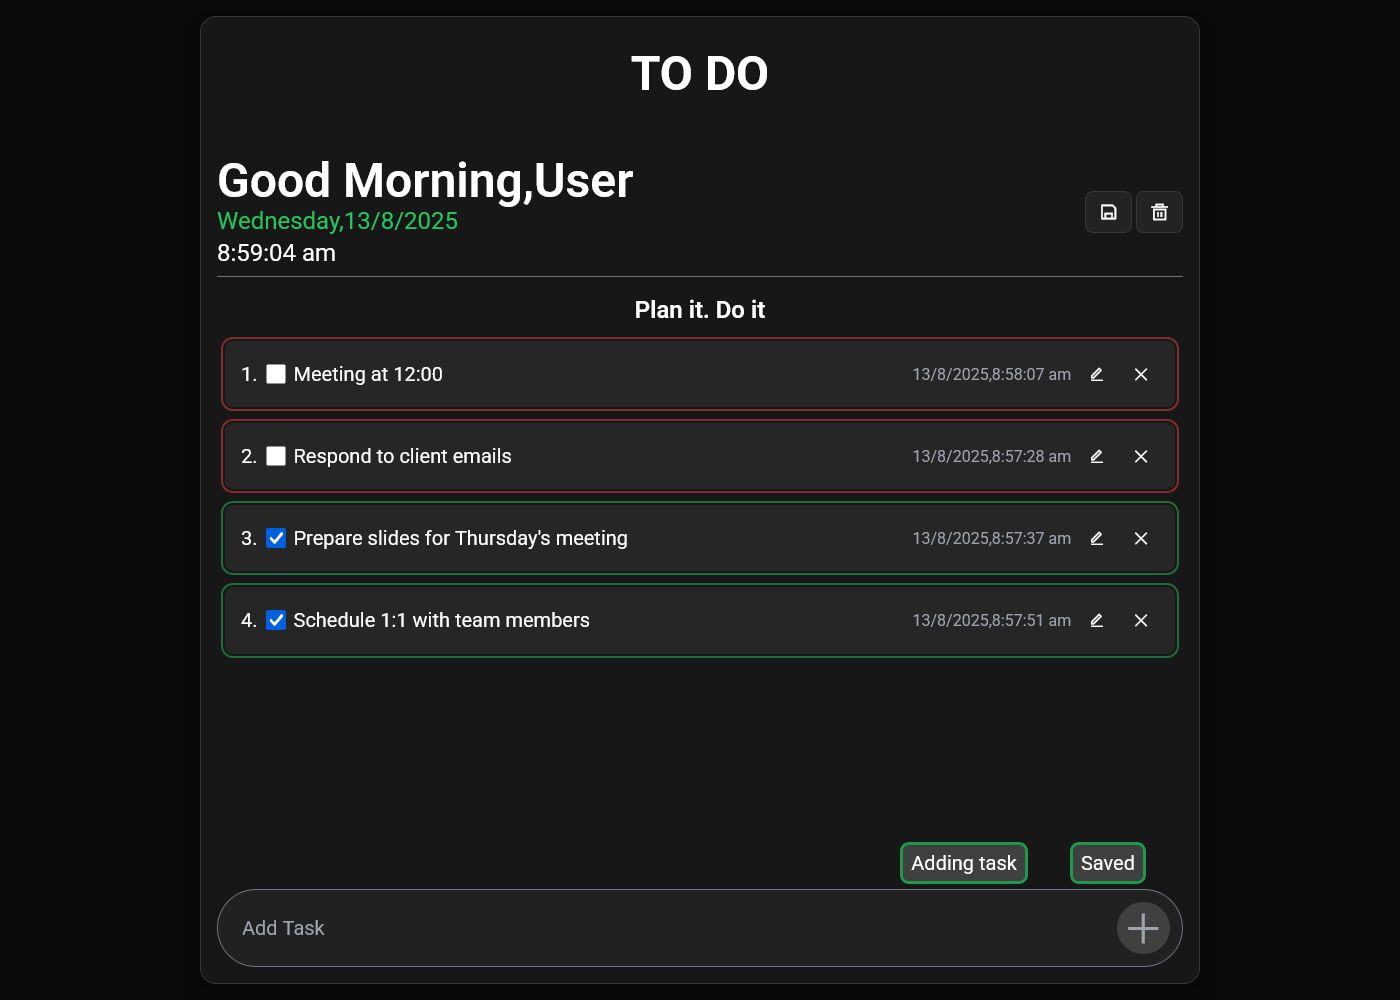 TO DO
Good Morning,User
Wednesday,13/8/2025
8:59:04 am
Plan it. Do it
1. Meeting at 12:00 13/8/2025,8:58:07 am
2. Respond to client emails 13/8/2025,8:57:28 am
3. Prepare slides for Thursday's meeting 13/8/2025,8:57:37 am
4. Schedule 1:1 with team members 13/8/2025,8:57:51 am
Adding task Saved
Add Task